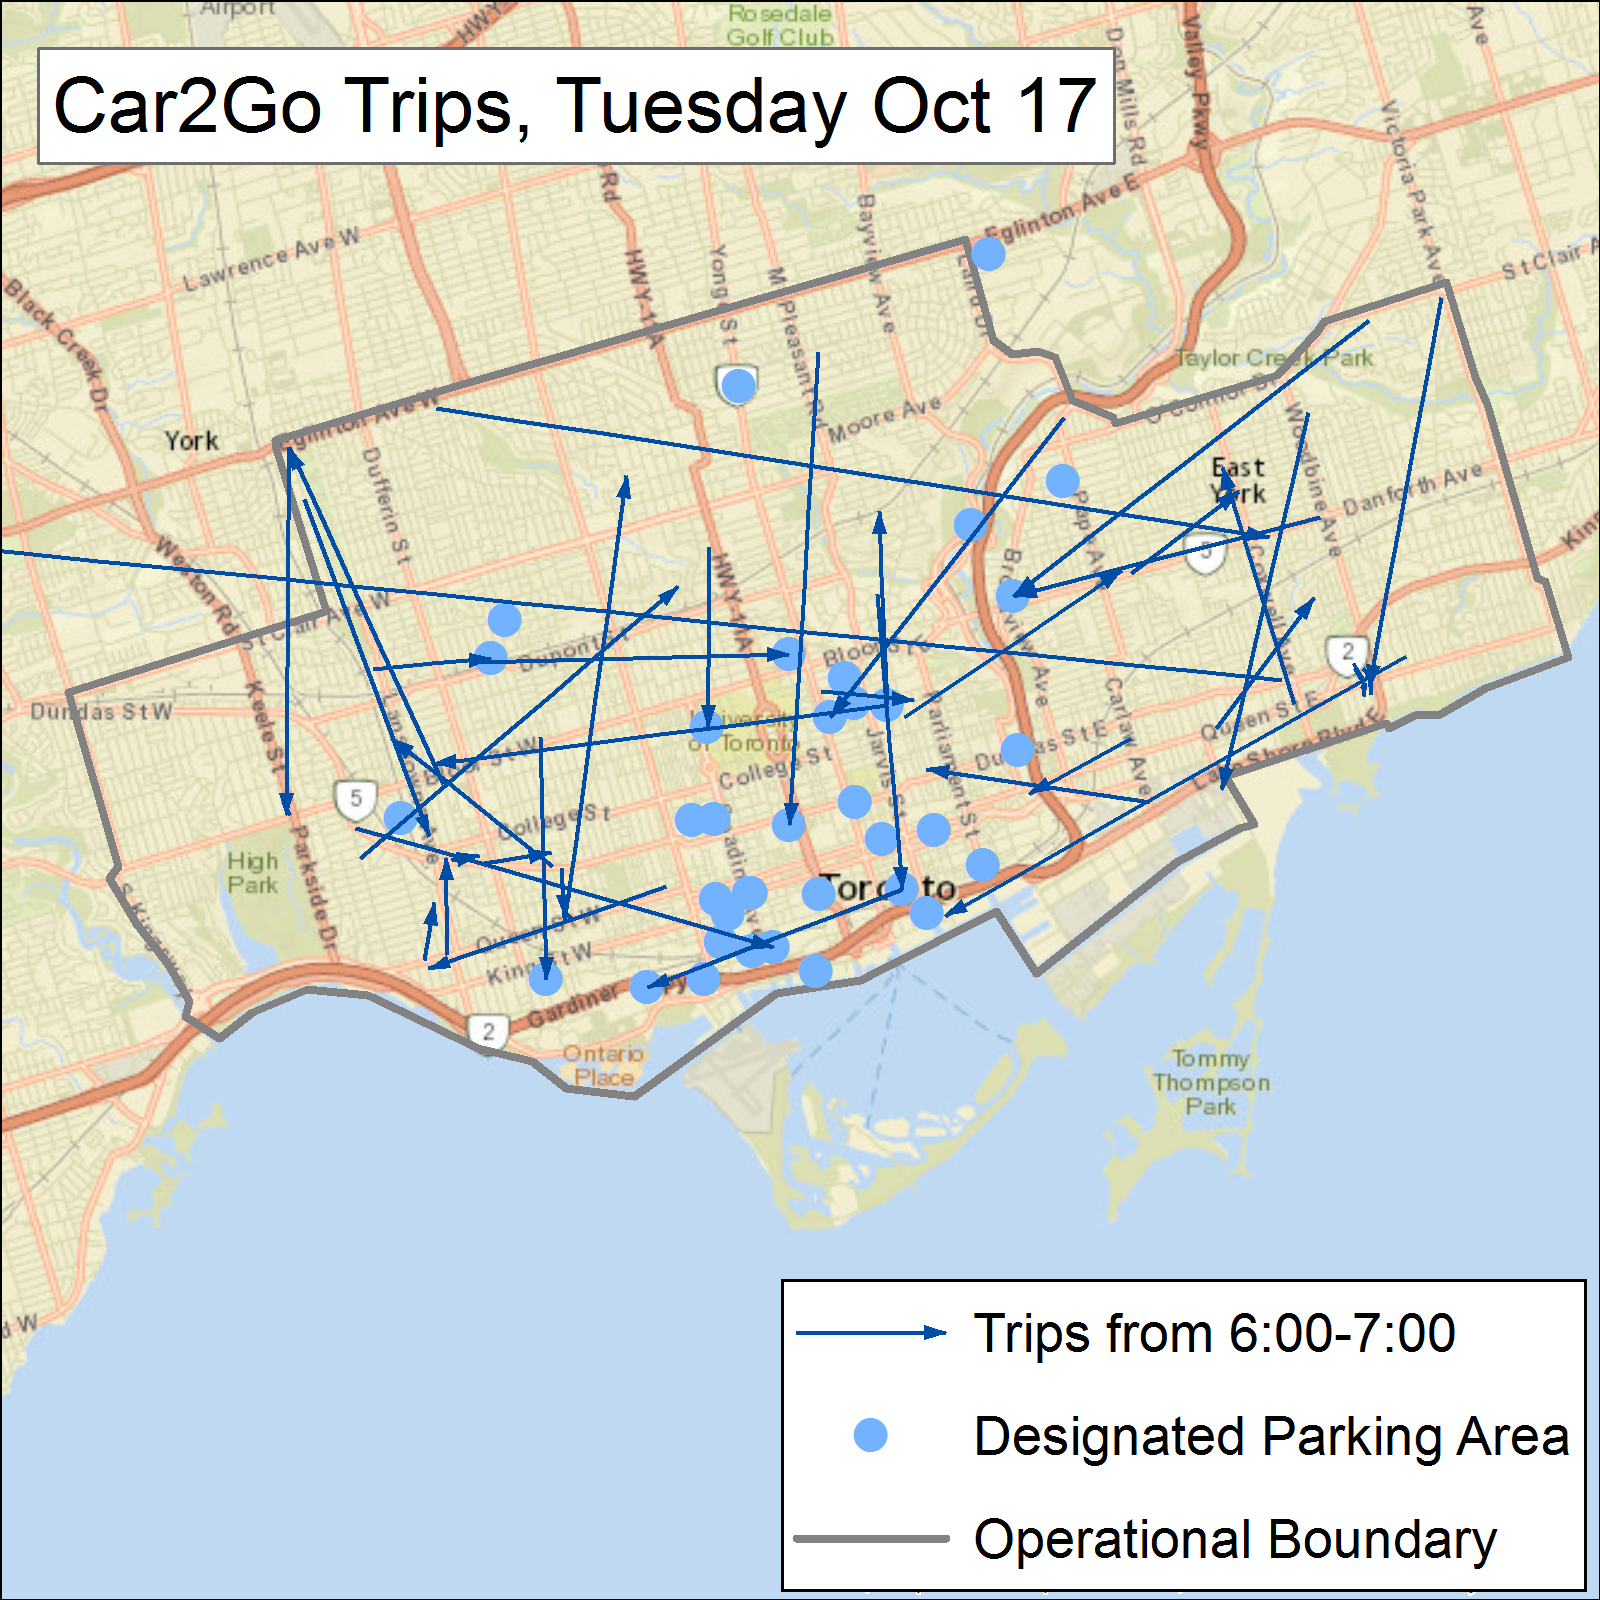 Airport
HWY
Rosedale
Golf Club
Ave
Valley Pkwy
Don Mills Rd
Car2Go Trips, Tuesday Oct 17
Victoria Park Ave
Rd
Eglinton Ave E
Bayview Ave
Lawrence Ave W
HWY-11A
Yonge St
Mt Pleasant Rd
Laird Dr
St Clair A
Black Creek Dr
Taylor Creek Park
Moore Ave
O'Connor Dr
Eglinton Ave W
York
Woodbine Ave
Dufferin St
East
York
Pape Ave
Danforth Ave
King
Weston Rd
HWY-11A
5
Coxwell Ave
Broadview Ave
St Clair Ave W
Dupont St
Bloor St
2
Keele St
Dundas St W
Lansdowne Ave
University
of Toronto
Parliament St
Carlaw Ave
Queen St E
Dundas St E
Jarvis St
Bloor St W
College St
Lake Shore Blvd E
5
College St
Spadina Ave
High
Park
Parkside Dr
Toronto
S Kingsway
Queen St W
King St W
Gardiner
2
Ontario
Place
Tommy
Thompson
Park
d W
Trips from 6:00-7:00
Designated Parking Area
Operational Boundary